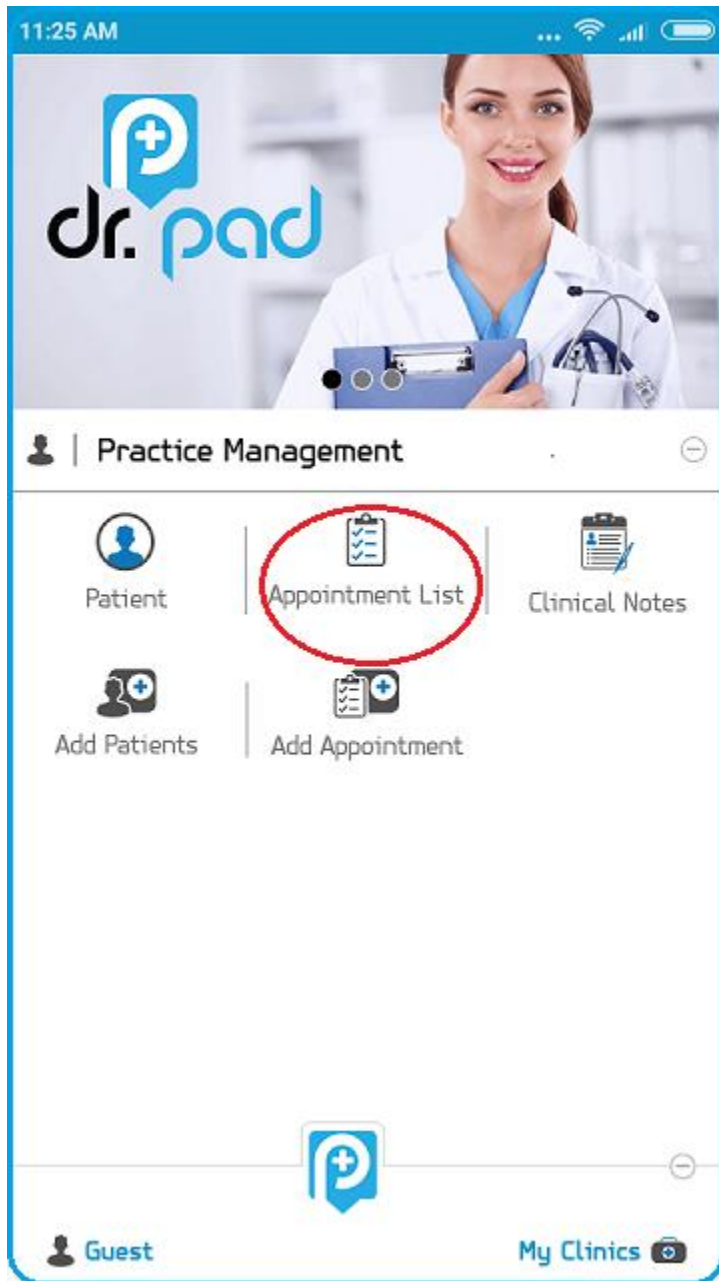 11:25 AM
dr. pad
Practice Management
Patient
Appointment List
Clinical Notes
Add Patients
Add Appointment
Guest
My Clinics